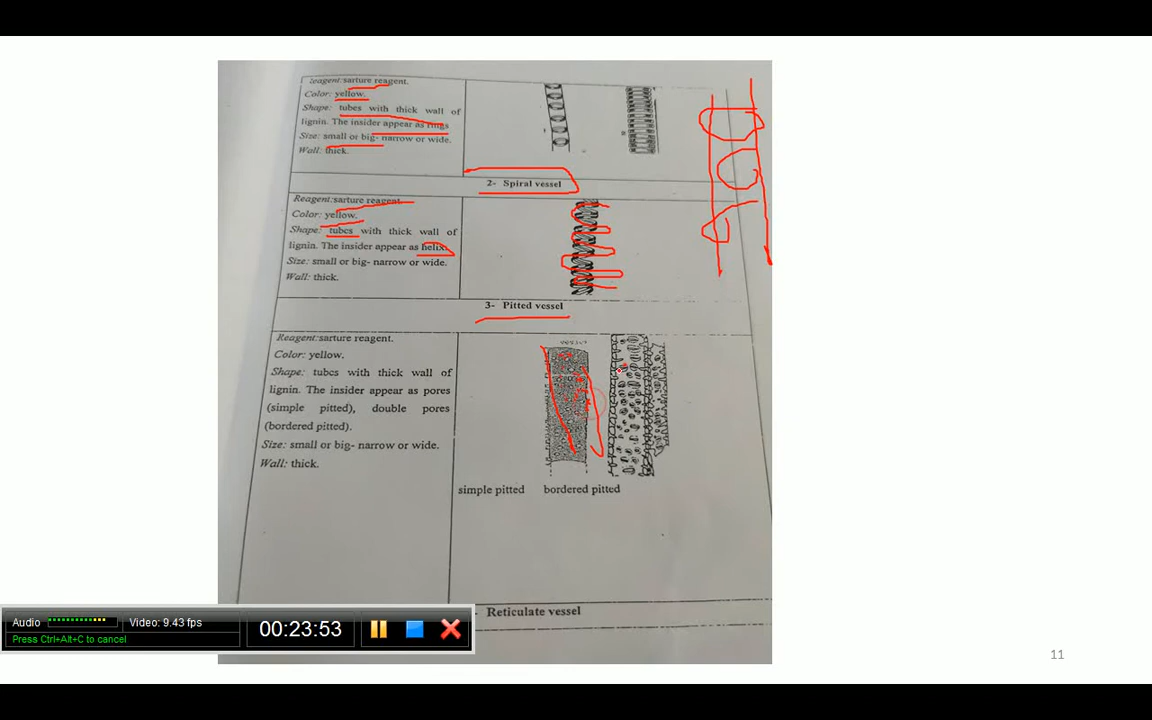 Reagent: sarture reagent.
Color: yellow.
Shape: tubes with thick wall of
lignin. The insider appear as rings
Size: small or big- narrow or wide.
Wall: thick.
2- Spiral vessel
Reagent: sarture reagent.
Color: yellow.
Shape: tubes with thick wall of
lignin. The insider appear as helix.
Size: small or big- narrow or wide.
Wall: thick.
3- Pitted vessel
Reagent: sarture reagent.
Color: yellow.
Shape: tubes with thick wall of
lignin. The insider appear as pores
(simple pitted), double pores
(bordered pitted).
Size: small or big- narrow or wide.
Wall: thick.
simple pitted bordered pitted
Reticulate vessel
Audio Video: 9.43 fps
Press Ctrl+Alt+C to cancel
00:23:53
11